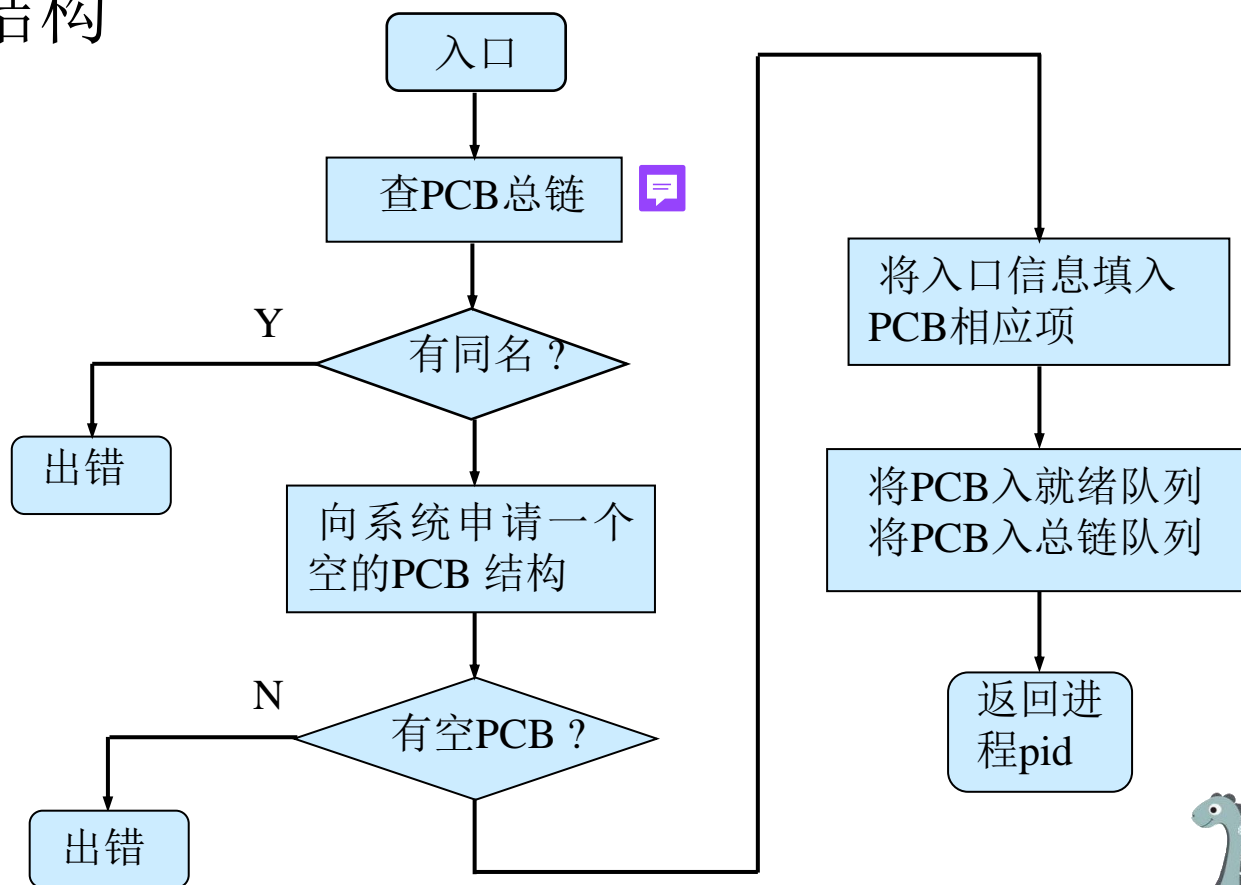 结构
入口
查PCB总链
Y
有同名？
出错
向系统申请一个
空的PCB 结构
N
有空PCB？
出错
将入口信息填入
PCB相应项
将PCB入就绪队列
将PCB入总链队列
返回进
程pid